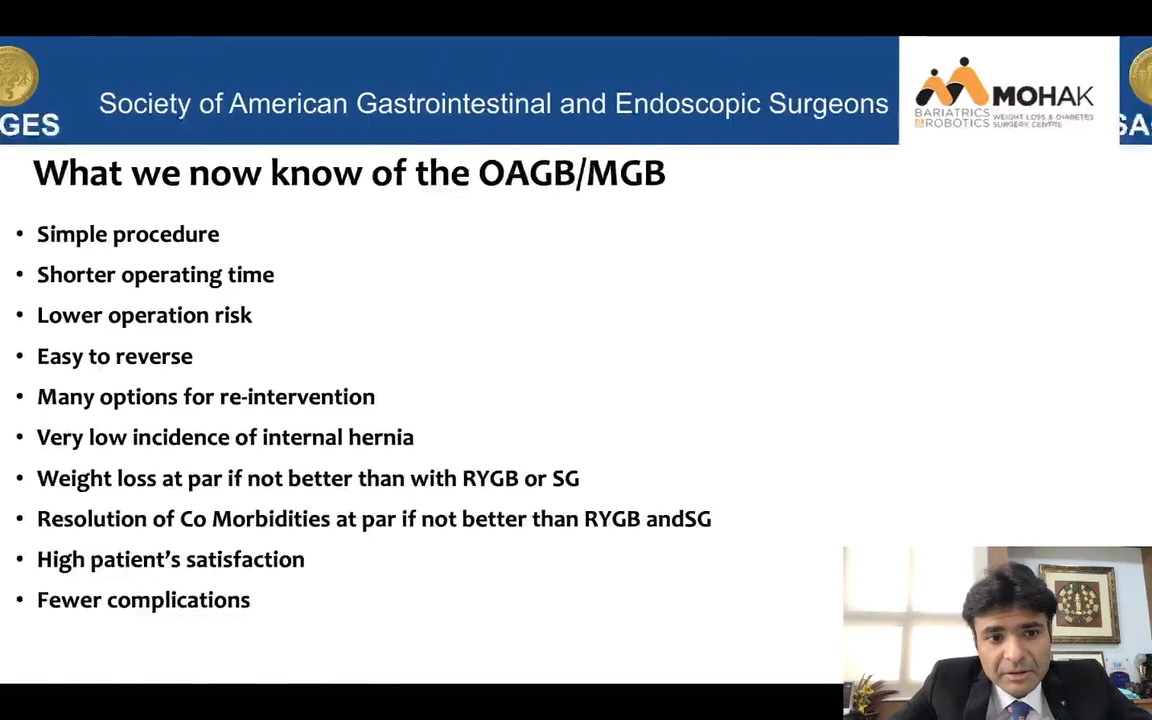 GES
Society of American Gastrointestinal and Endoscopic Surgeons
MOHAK
BARIATRICS & ROBOTICS
WEIGHT LOSS & DIABETES
SURGERY CENTRE
SA
What we now know of the OAGB/MGB
• Simple procedure
• Shorter operating time
• Lower operation risk
• Easy to reverse
• Many options for re-intervention
• Very low incidence of internal hernia
• Weight loss at par if not better than with RYGB or SG
• Resolution of Co Morbidities at par if not better than RYGB andSG
• High patient’s satisfaction
• Fewer complications